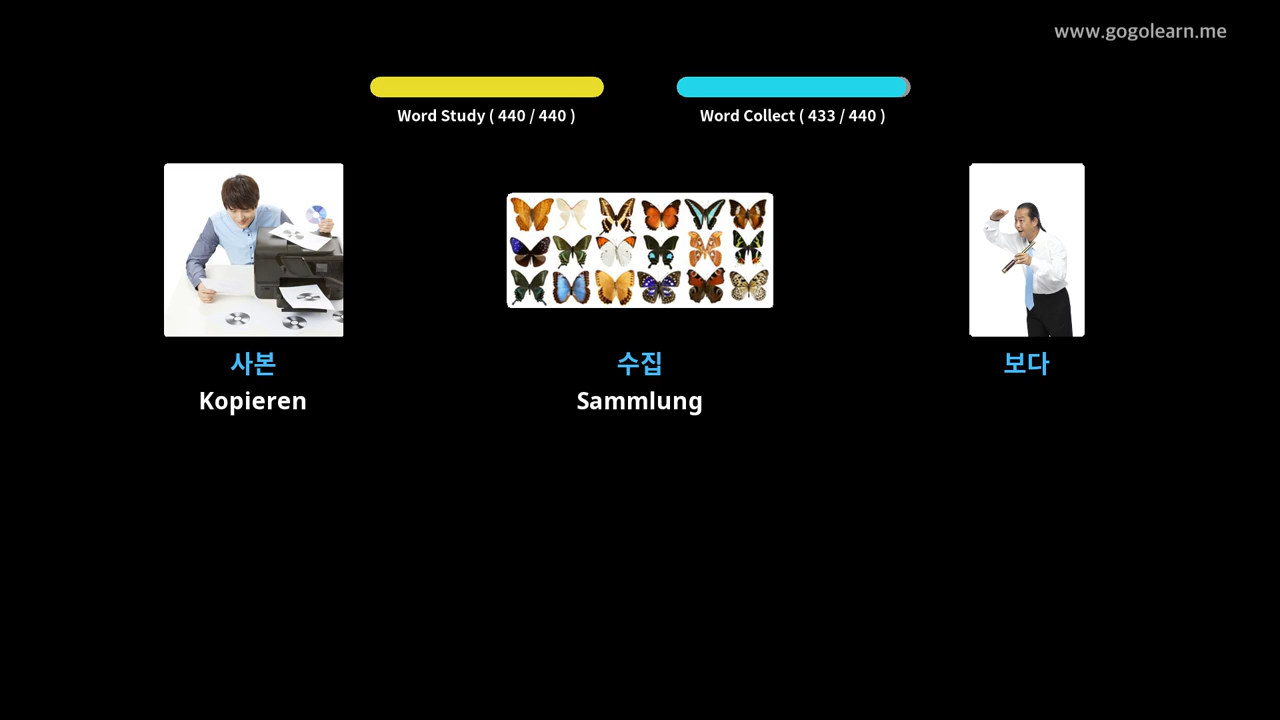 www.gogolearn.me
Word Study ( 440 / 440 )
Word Collect ( 433 / 440 )
사본
수집
보다
Kopieren
Sammlung